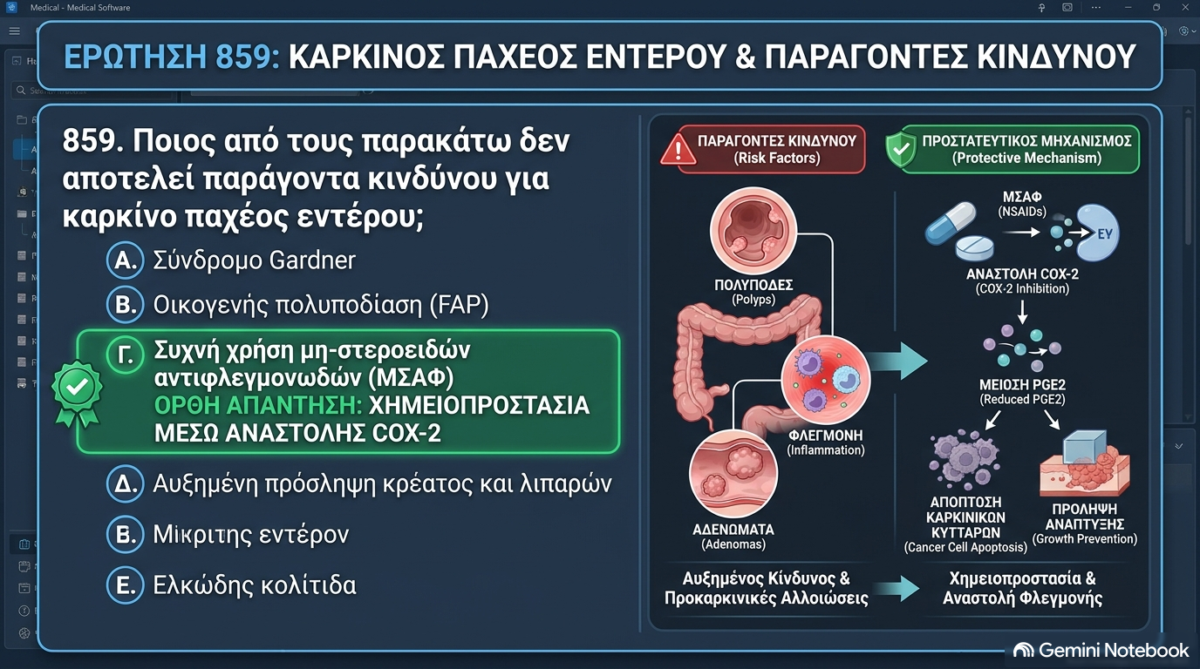 Medical - Medical Software
ΕΡΩΤΗΣΗ 859: ΚΑΡΚΙΝΟΣ ΠΑΧΕΟΣ ΕΝΤΕΡΟΥ & ΠΑΡΑΓΟΝΤΕΣ ΚΙΝΔΥΝΟΥ
859. Ποιος από τους παρακάτω δεν
αποτελεί παράγοντα κινδύνου για
καρκίνο παχέος εντέρου;
Α. Σύνδρομο Gardner
Β. Οικογενής πολυποδίαση (FAP)
Γ. Συχνή χρήση μη-στεροειδών
αντιφλεγμονωδών (ΜΣΑΦ)
ΟΡΘΗ ΑΠΑΝΤΗΣΗ: ΧΗΜΕΙΟΠΡΟΣΤΑΣΙΑ
ΜΕΣΩ ΑΝΑΣΤΟΛΗΣ COX-2
Δ. Αυξημένη πρόσληψη κρέατος και λιπαρών
Β. Μίκριτης εντέρον
Ε. Ελκώδης κολίτιδα
ΠΑΡΑΓΟΝΤΕΣ ΚΙΝΔΥΝΟΥ
(Risk Factors)
ΠΟΛΥΠΟΔΕΣ
(Polyps)
ΦΛΕΓΜΟΝΗ
(Inflammation)
ΑΔΕΝΩΜΑΤΑ
(Adenomas)
Αυξημένος Κίνδυνος &
Προκαρκινικές Αλλοιώσεις
ΠΡΟΣΤΑΤΕΥΤΙΚΟΣ ΜΗΧΑΝΙΣΜΟΣ
(Protective Mechanism)
ΜΣΑΦ
(NSAIDs)
ΕΥ
ΑΝΑΣΤΟΛΗ COX-2
(COX-2 Inhibition)
ΜΕΙΩΣΗ PGE2
(Reduced PGE2)
ΑΠΟΠΤΩΣΗ
ΚΑΡΚΙΝΙΚΩΝ
ΚΥΤΤΑΡΩΝ
(Cancer Cell Apoptosis)
ΠΡΟΛΗΨΗ
ΑΝΑΠΤΥΞΗΣ
(Growth Prevention)
Χημειοπροστασία &
Αναστολή Φλεγμονής
Gemini Notebook